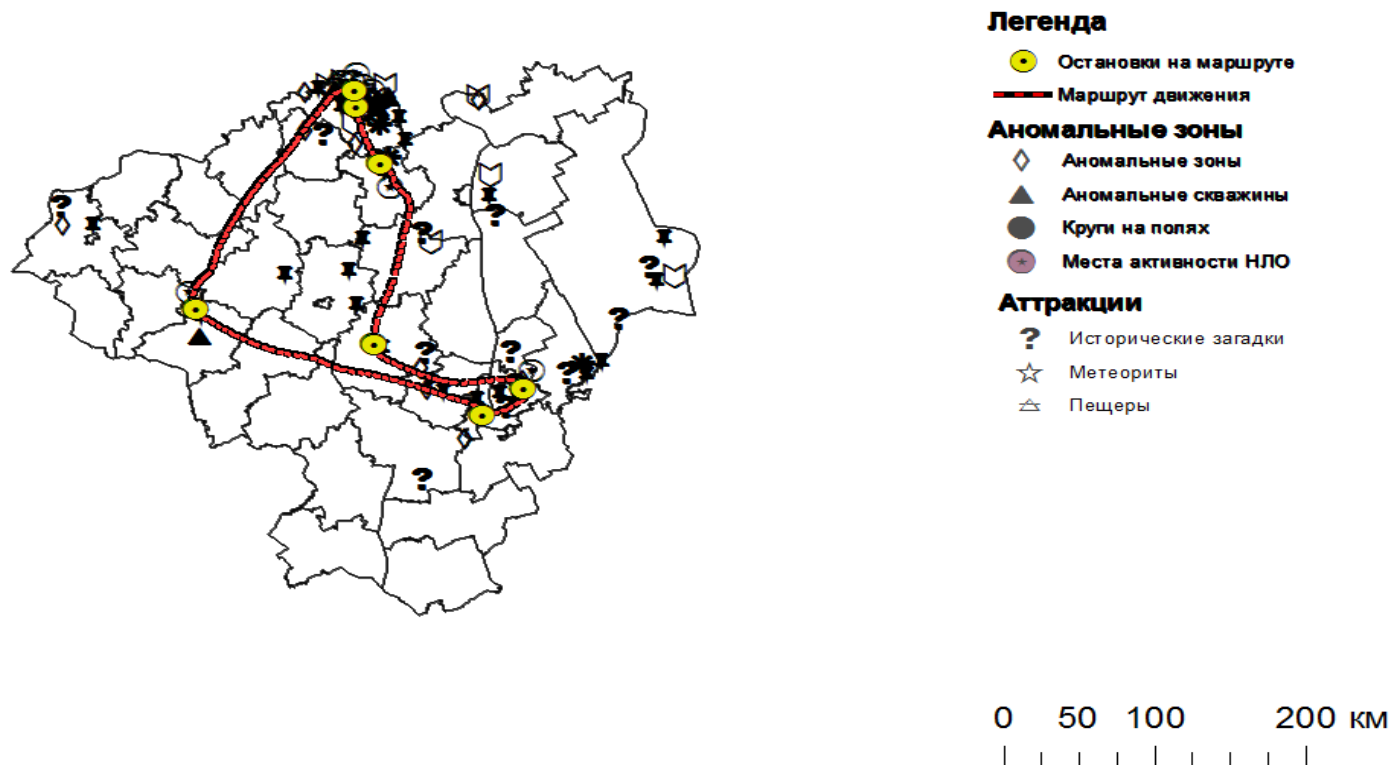 Легенда
Остановки на маршруте
Маршрут движения
Аномальные зоны
Аномальные зоны
Аномальные скважины
Круги на полях
Места активности НЛО
Аттракции
? Исторические загадки
Метеориты
Пещеры
0 50 100 200 км